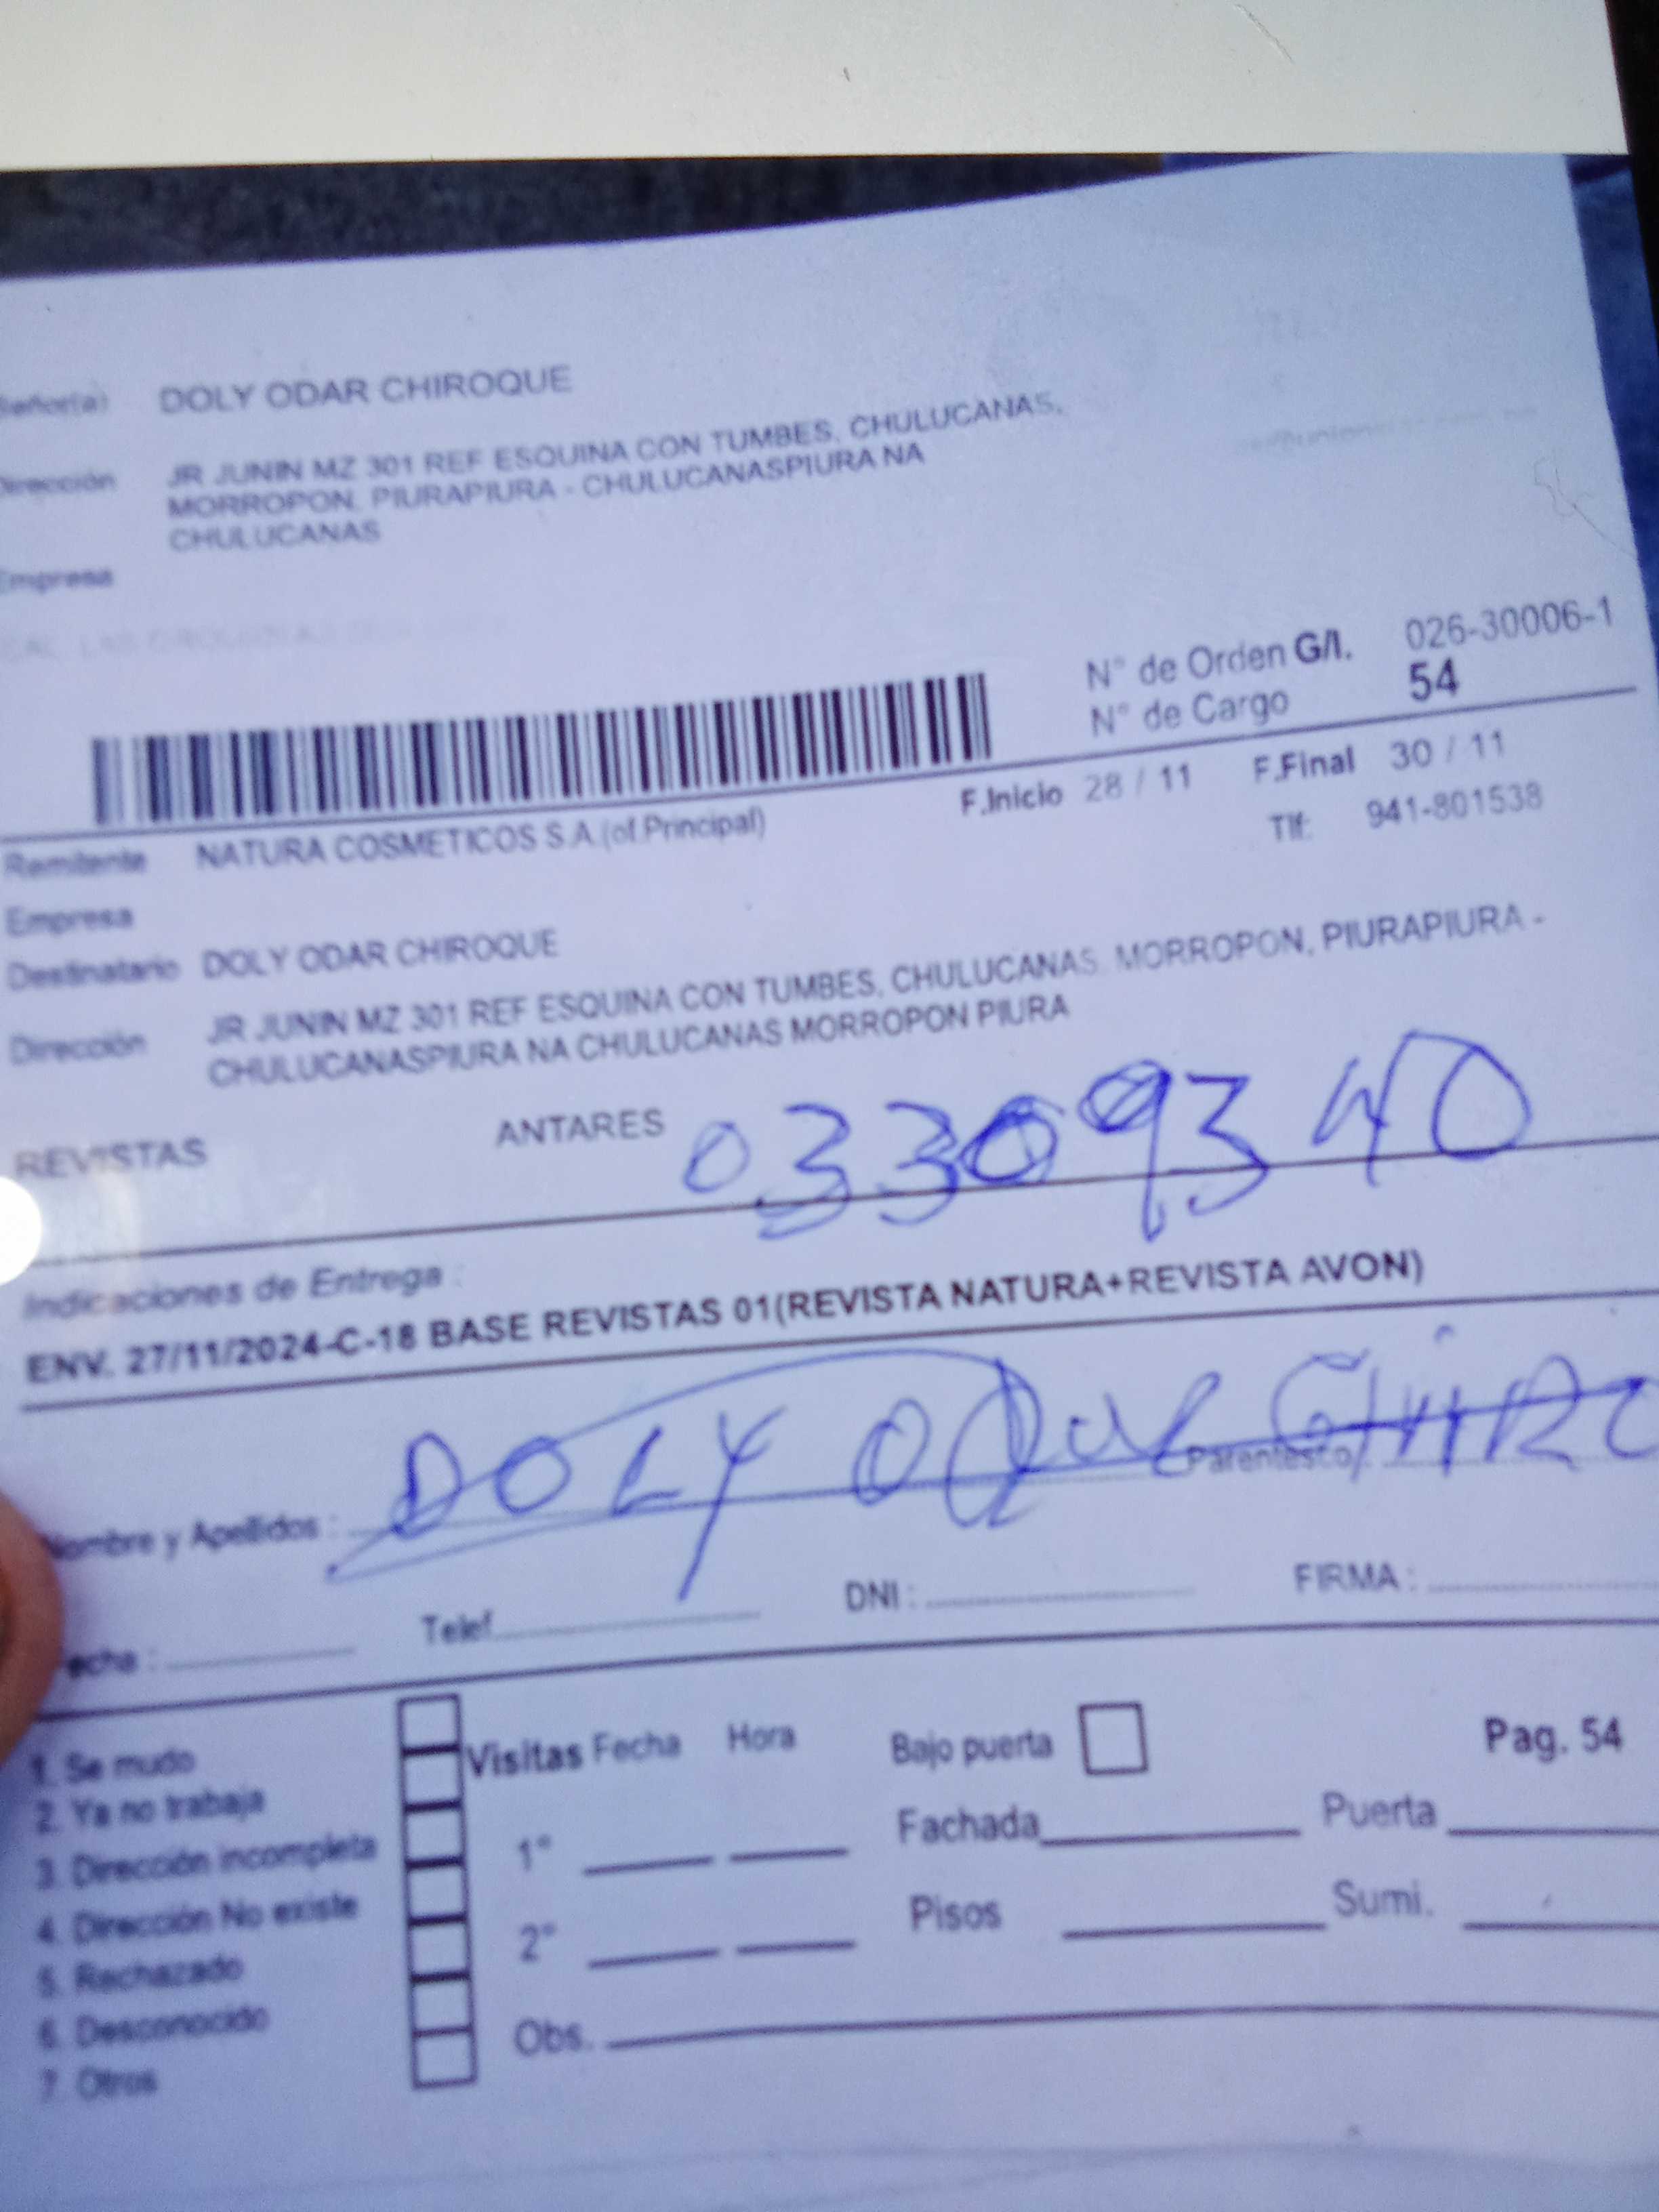 Señor(a) DOLY ODAR CHIROQUE
Dirección JR JUNIN MZ 301 REF ESQUINA CON TUMBES, CHULUCANAS,
MORROPON, PIURAPIURA - CHULUCANASPIURA NA
CHULUCANAS
Empresa
N° de Orden G/I. 026-30006-1
N° de Cargo 54
F.Inicio 28 / 11 F.Final 30 / 11
Remitente NATURA COSMETICOS S.A.(of.Principal) Tlf: 941-801538
Empresa
Destinatario DOLY ODAR CHIROQUE
Dirección JR JUNIN MZ 301 REF ESQUINA CON TUMBES, CHULUCANAS. MORROPON, PIURAPIURA -
CHULUCANASPIURA NA CHULUCANAS MORROPON PIURA
REVISTAS ANTARES 03309340
Indicaciones de Entrega :
ENV. 27/11/2024-C-18 BASE REVISTAS 01(REVISTA NATURA+REVISTA AVON)
Nombre y Apellidos : DOLY Parentesco :
echa : Telef. DNI : FIRMA :
1. Se mudo
2. Ya no trabaja
3. Dirección incompleta
4. Dirección No existe
5. Rechazado
6. Desconocido
7. Otros
Visitas Fecha Hora Bajo puerta Pag. 54
1° Fachada Puerta
2° Pisos Sumi.
Obs.